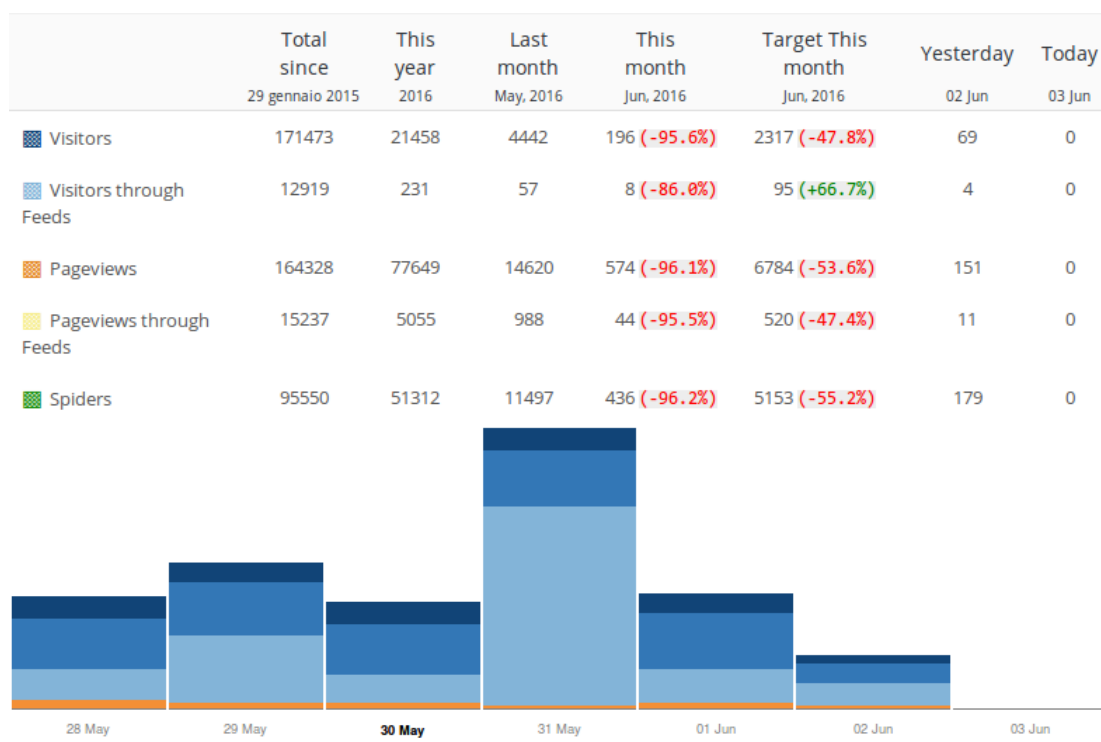 Total since This year Last month This month Target This month Yesterday Today
29 gennaio 2015 2016 May, 2016 Jun, 2016 Jun, 2016 02 Jun 03 Jun
Visitors 171473 21458 4442 196 (-95.6%) 2317 (-47.8%) 69 0
Visitors through Feeds 12919 231 57 8 (-86.0%) 95 (+66.7%) 4 0
Pageviews 164328 77649 14620 574 (-96.1%) 6784 (-53.6%) 151 0
Pageviews through Feeds 15237 5055 988 44 (-95.5%) 520 (-47.4%) 11 0
Spiders 95550 51312 11497 436 (-96.2%) 5153 (-55.2%) 179 0
28 May 29 May 30 May 31 May 01 Jun 02 Jun 03 Jun